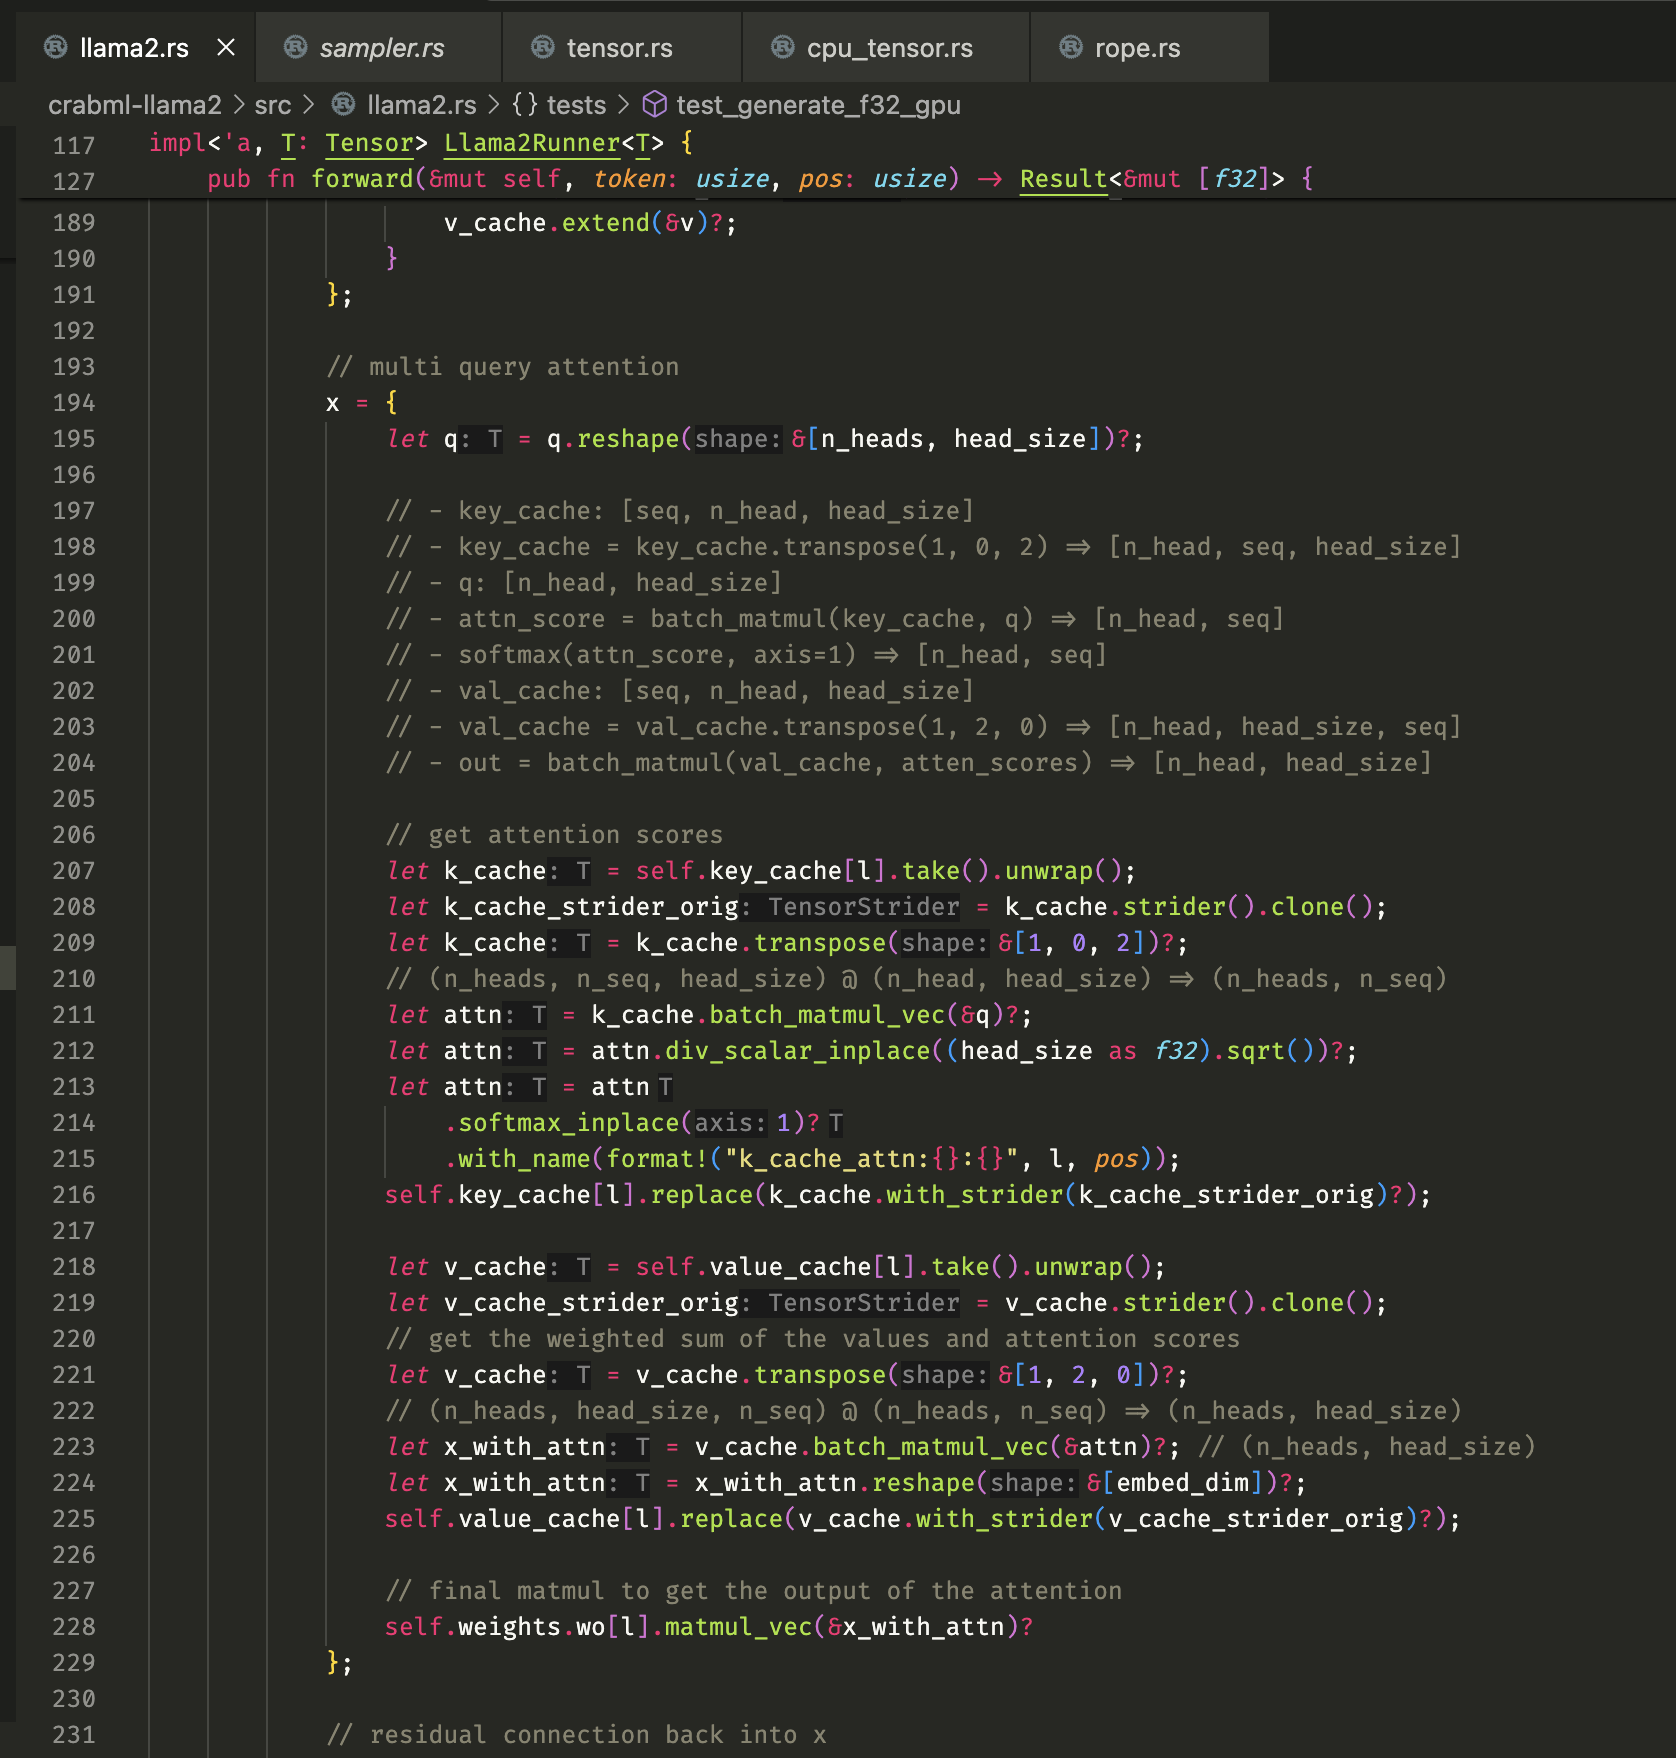 llama2.rs × sampler.rs tensor.rs cpu_tensor.rs rope.rs
crabml-llama2 > src > llama2.rs > {} tests > test_generate_f32_gpu
117 impl<'a, T: Tensor> Llama2Runner<T> {
127 pub fn forward(&mut self, token: usize, pos: usize) -> Result<&mut [f32]> {
189 v_cache.extend(&v)?;
190 }
191 };
192
193 // multi query attention
194 x = {
195 let q: T = q.reshape(shape: &[n_heads, head_size])?;
196
197 // - key_cache: [seq, n_head, head_size]
198 // - key_cache = key_cache.transpose(1, 0, 2) => [n_head, seq, head_size]
199 // - q: [n_head, head_size]
200 // - attn_score = batch_matmul(key_cache, q) => [n_head, seq]
201 // - softmax(attn_score, axis=1) => [n_head, seq]
202 // - val_cache: [seq, n_head, head_size]
203 // - val_cache = val_cache.transpose(1, 2, 0) => [n_head, head_size, seq]
204 // - out = batch_matmul(val_cache, atten_scores) => [n_head, head_size]
205
206 // get attention scores
207 let k_cache: T = self.key_cache[l].take().unwrap();
208 let k_cache_strider_orig: TensorStrider = k_cache.strider().clone();
209 let k_cache: T = k_cache.transpose(shape: &[1, 0, 2])?;
210 // (n_heads, n_seq, head_size) @ (n_head, head_size) => (n_heads, n_seq)
211 let attn: T = k_cache.batch_matmul_vec(&q)?;
212 let attn: T = attn.div_scalar_inplace((head_size as f32).sqrt())?;
213 let attn: T = attn T
214 .softmax_inplace(axis: 1)? T
215 .with_name(format!("k_cache_attn:{}:{}", l, pos));
216 self.key_cache[l].replace(k_cache.with_strider(k_cache_strider_orig)?);
217
218 let v_cache: T = self.value_cache[l].take().unwrap();
219 let v_cache_strider_orig: TensorStrider = v_cache.strider().clone();
220 // get the weighted sum of the values and attention scores
221 let v_cache: T = v_cache.transpose(shape: &[1, 2, 0])?;
222 // (n_heads, head_size, n_seq) @ (n_heads, n_seq) => (n_heads, head_size)
223 let x_with_attn: T = v_cache.batch_matmul_vec(&attn)?; // (n_heads, head_size)
224 let x_with_attn: T = x_with_attn.reshape(shape: &[embed_dim])?;
225 self.value_cache[l].replace(v_cache.with_strider(v_cache_strider_orig)?);
226
227 // final matmul to get the output of the attention
228 self.weights.wo[l].matmul_vec(&x_with_attn)?
229 };
230
231 // residual connection back into x